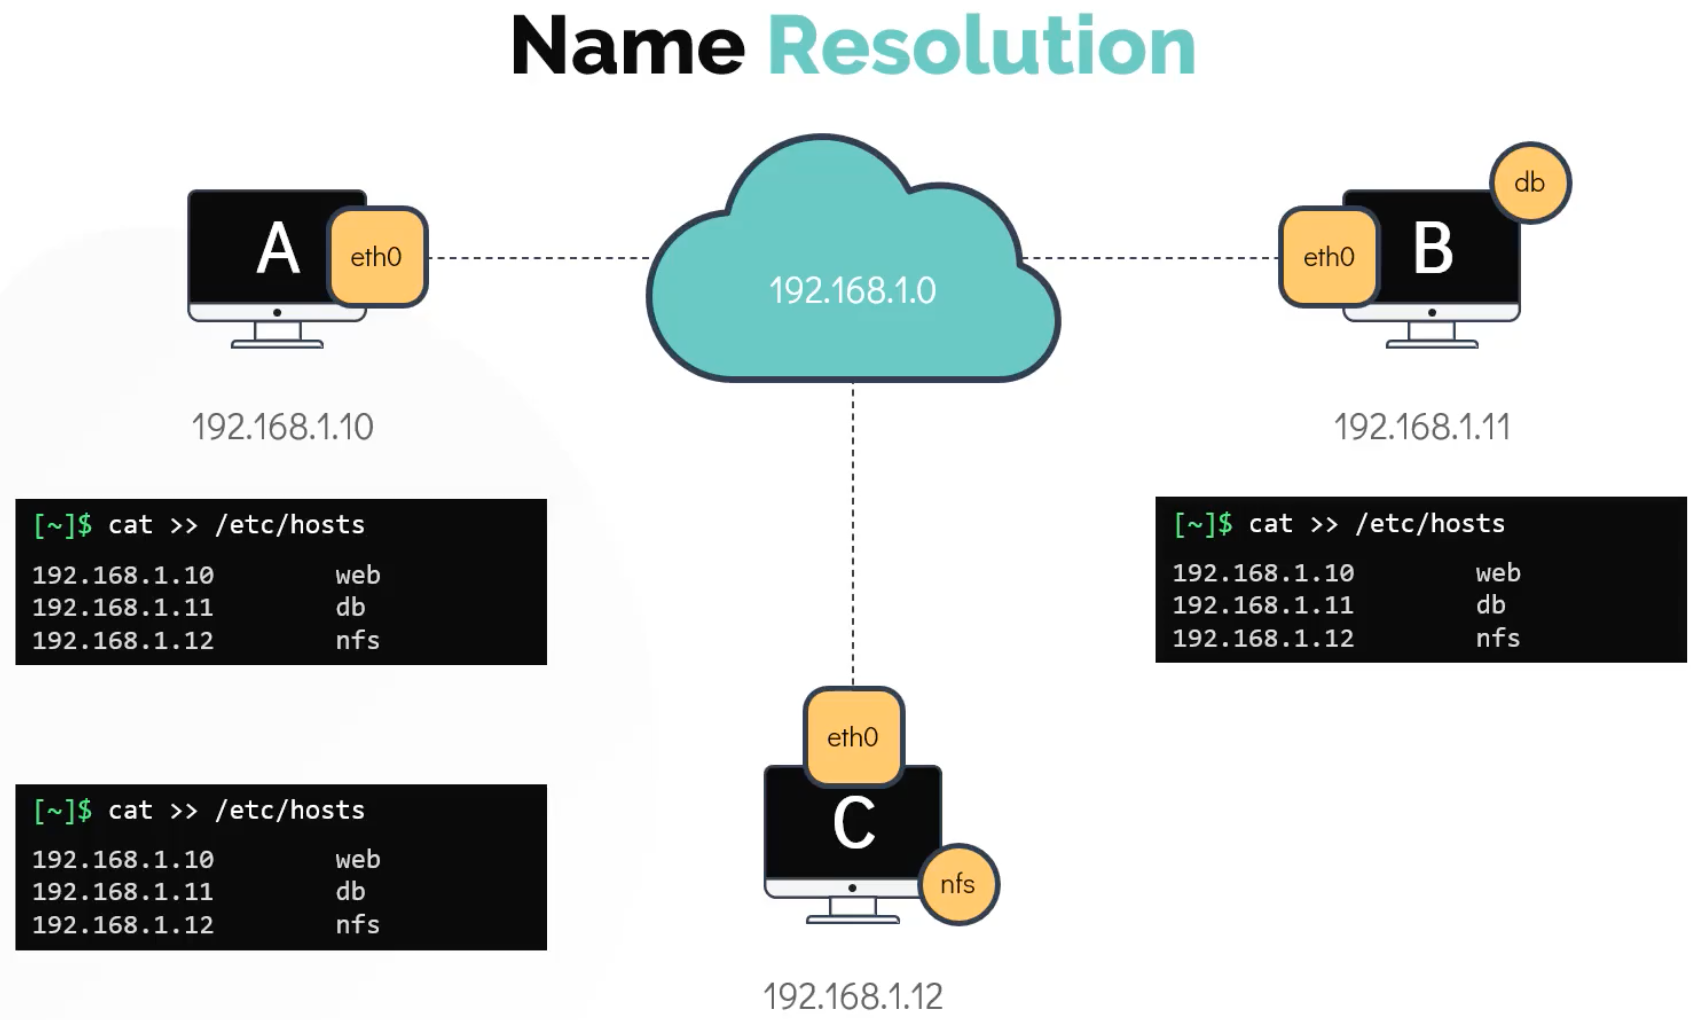 Name Resolution
A
eth0
192.168.1.10
192.168.1.0
db
eth0
B
192.168.1.11
[~]$ cat >> /etc/hosts
192.168.1.10 web
192.168.1.11 db
192.168.1.12 nfs
[~]$ cat >> /etc/hosts
192.168.1.10 web
192.168.1.11 db
192.168.1.12 nfs
[~]$ cat >> /etc/hosts
192.168.1.10 web
192.168.1.11 db
192.168.1.12 nfs
eth0
C
nfs
192.168.1.12